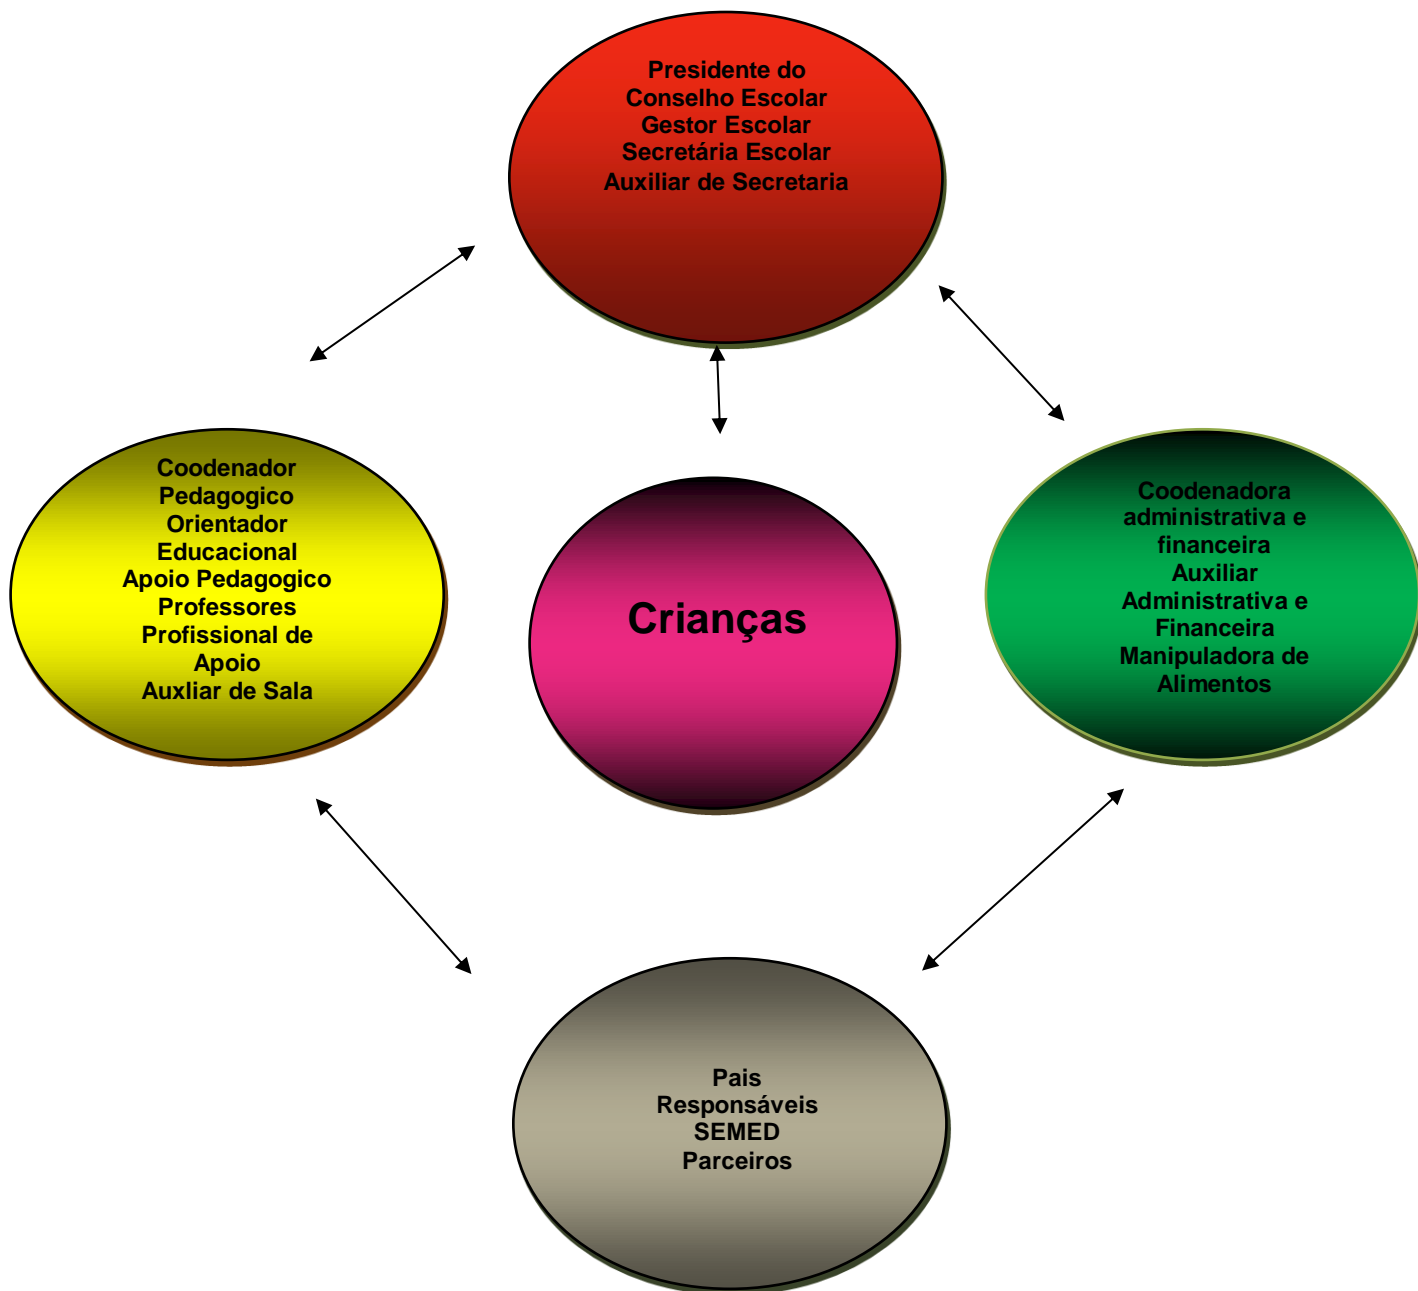 Presidente do
Conselho Escolar
Gestor Escolar
Secretária Escolar
Auxiliar de Secretaria
Coodenador
Pedagogico
Orientador
Educacional
Apoio Pedagogico
Professores
Profissional de
Apoio
Auxliar de Sala
Crianças
Coodenadora
administrativa e
financeira
Auxiliar
Administrativa e
Financeira
Manipuladora de
Alimentos
Pais
Responsáveis
SEMED
Parceiros